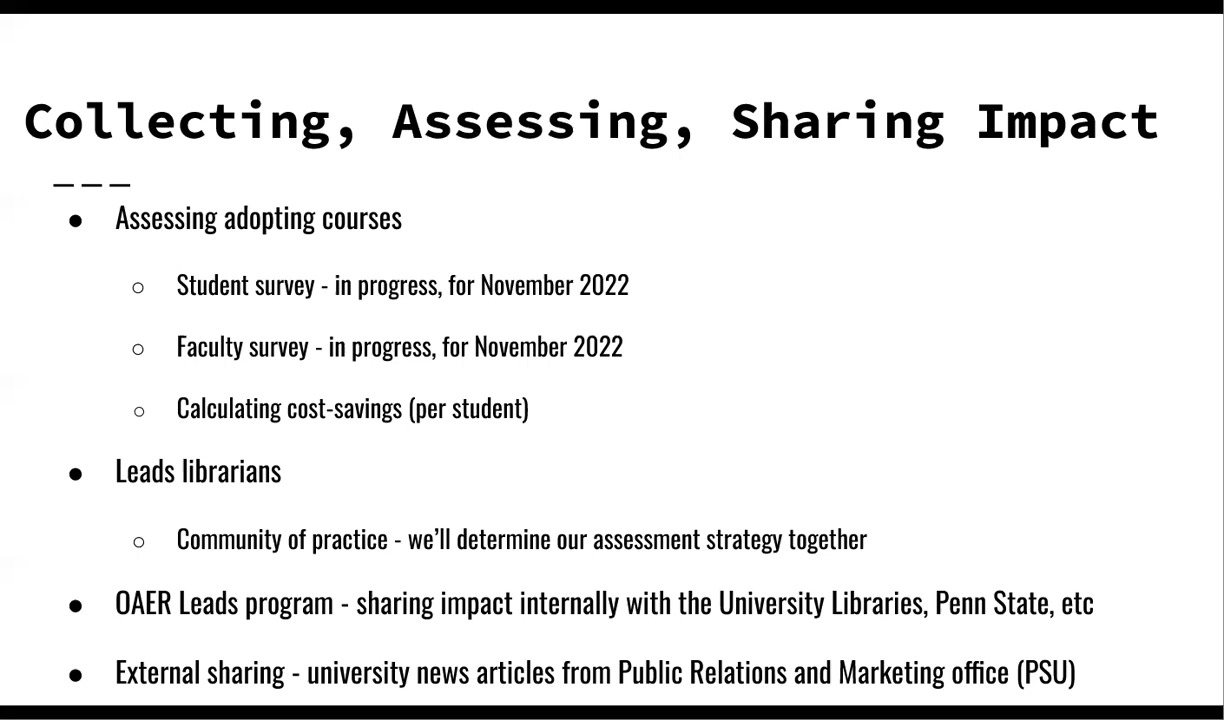 Collecting, Assessing, Sharing Impact
● Assessing adopting courses
○ Student survey - in progress, for November 2022
○ Faculty survey - in progress, for November 2022
○ Calculating cost-savings (per student)
● Leads librarians
○ Community of practice - we’ll determine our assessment strategy together
● OAER Leads program - sharing impact internally with the University Libraries, Penn State, etc
● External sharing - university news articles from Public Relations and Marketing office (PSU)